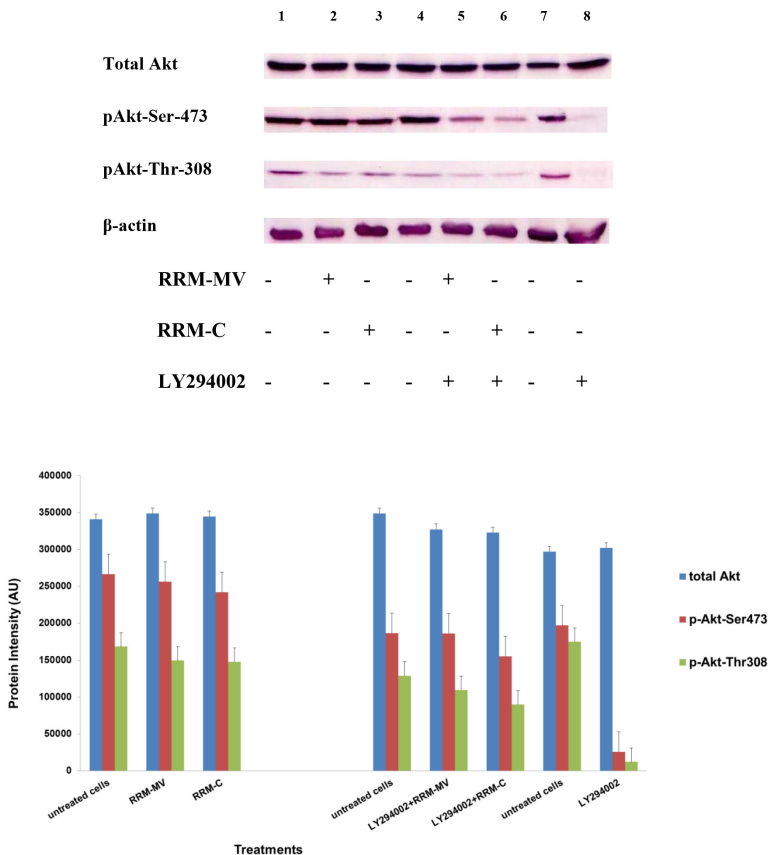 1 2 3 4 5 6 7 8
Total Akt
pAkt-Ser-473
pAkt-Thr-308
β-actin
RRM-MV - + - - + - - -
RRM-C - - + - - + - -
LY294002 - - - - + + - +
400000
350000
300000
250000
200000
150000
100000
50000
0
Protein Intensity (AU)
untreated cells
RRM-MV
RRM-C
untreated cells
LY294002+RRM-MV
LY294002+RRM-C
untreated cells
LY294002
Treatments
total Akt
p-Akt-Ser473
p-Akt-Thr308